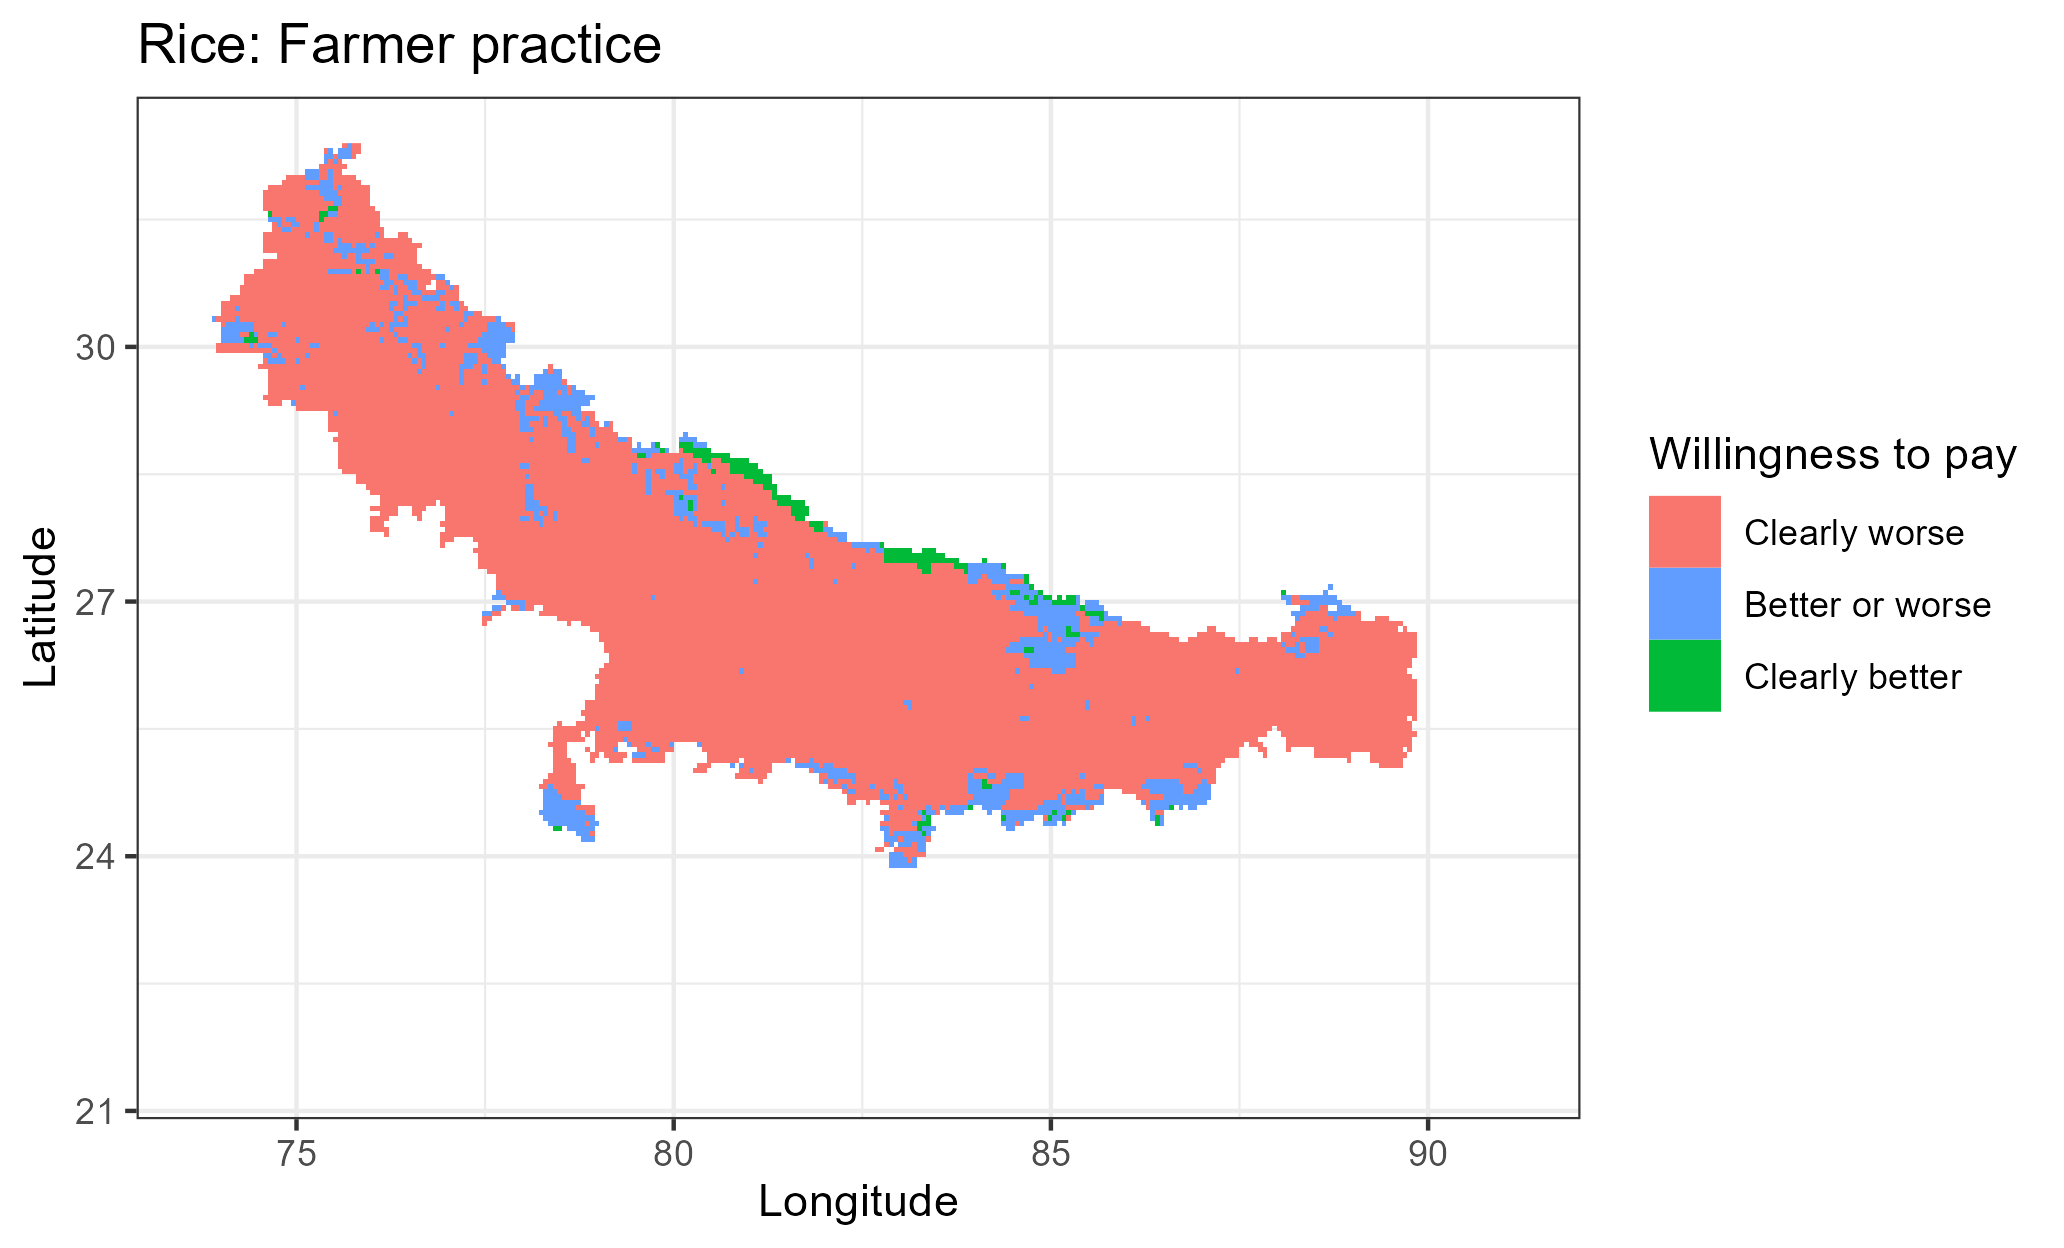 Rice: Farmer practice
30
27
24
21
75
80
85
90
Latitude
Longitude
Willingness to pay
Clearly worse
Better or worse
Clearly better